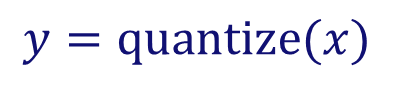 y = quantize(x)